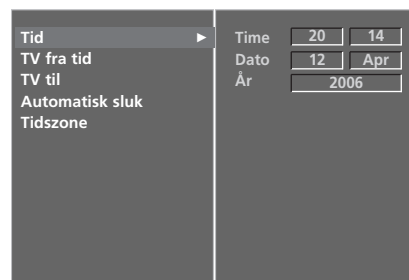 Tid ►
TV fra tid
TV til
Automatisk sluk
Tidszone
Time 20 14
Dato 12 Apr
År 2006